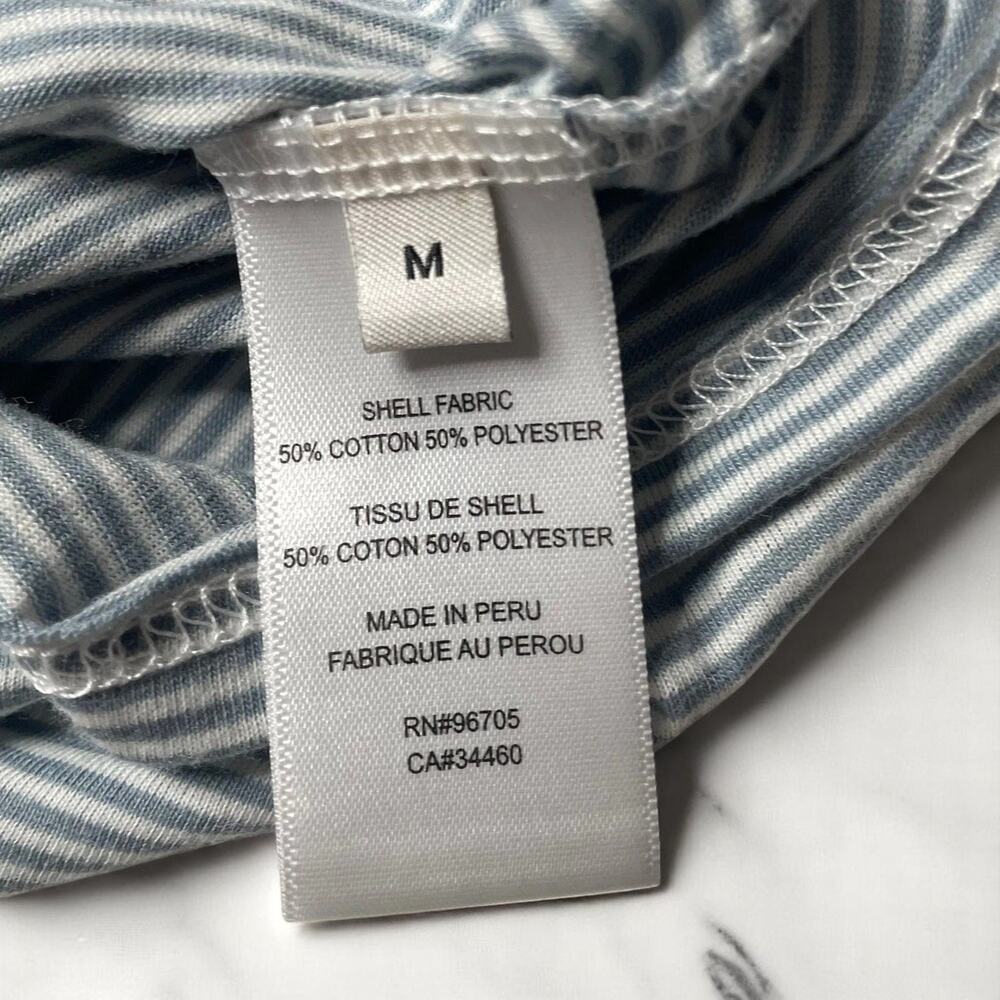 M
SHELL FABRIC
50% COTTON 50% POLYESTER
TISSU DE SHELL
50% COTON 50% POLYESTER
MADE IN PERU
FABRIQUE AU PEROU
RN#96705
CA#34460